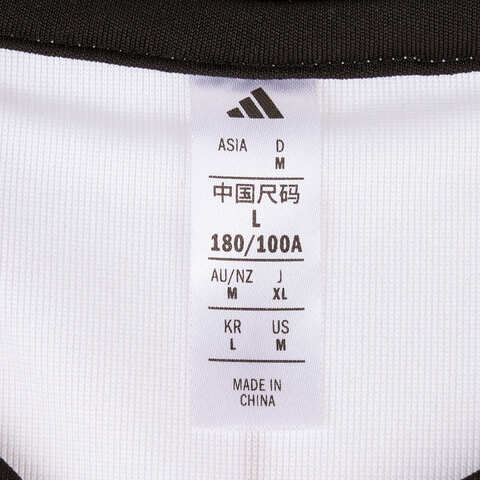 ASIA D
M
中国尺码
L
180/100A
AU/NZ J
M XL
KR US
L M
MADE IN
CHINA